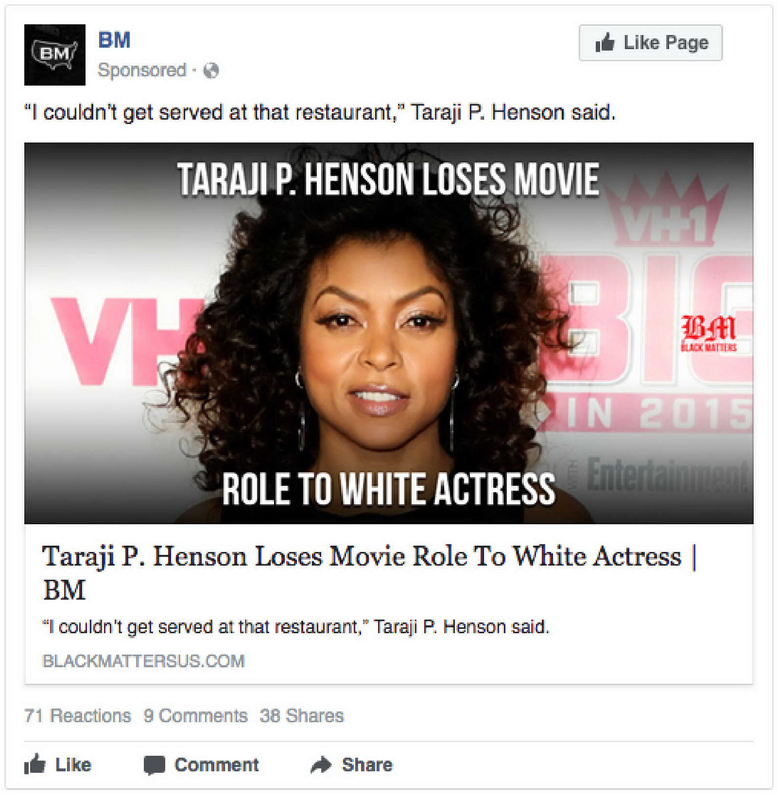 BM
BM
Sponsored ·
Like Page
“I couldn’t get served at that restaurant,” Taraji P. Henson said.
TARAJI P. HENSON LOSES MOVIE
VH1
VH
BIG
BM
BLACK MATTERS
IN 2015
WITH
Entertainment
ROLE TO WHITE ACTRESS
Taraji P. Henson Loses Movie Role To White Actress |
BM
“I couldn’t get served at that restaurant,” Taraji P. Henson said.
BLACKMATTERSUS.COM
71 Reactions 9 Comments 38 Shares
Like Comment Share